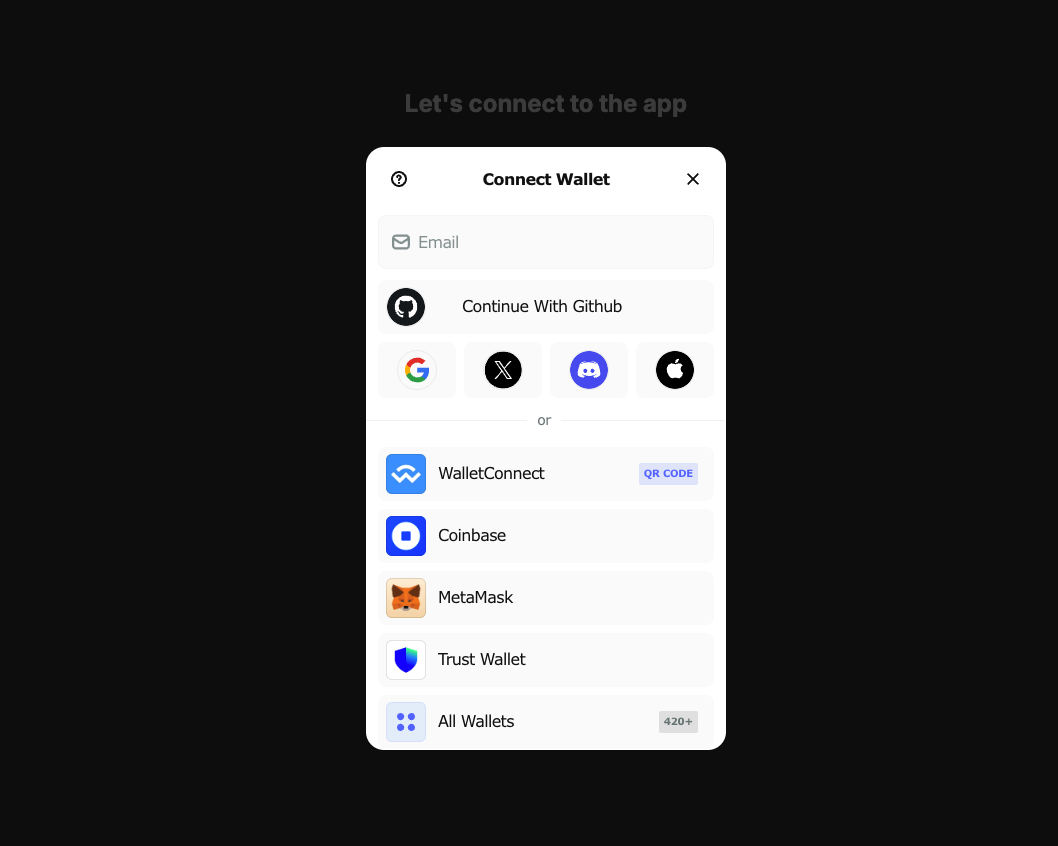 Let's connect to the app
Connect Wallet
Email
Continue With Github
or
WalletConnect
QR CODE
Coinbase
MetaMask
Trust Wallet
All Wallets
420+